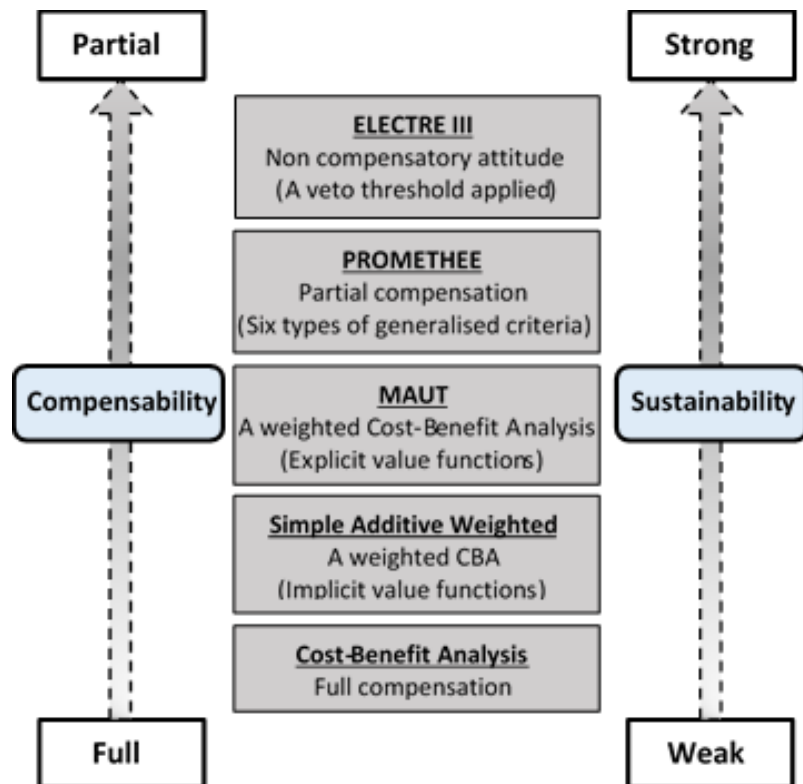 Partial
Strong
ELECTRE III
Non compensatory attitude
(A veto threshold applied)
PROMETHEE
Partial compensation
(Six types of generalised criteria)
Compensability
MAUT
A weighted Cost-Benefit Analysis
(Explicit value functions)
Sustainability
Simple Additive Weighted
A weighted CBA
(Implicit value functions)
Cost-Benefit Analysis
Full compensation
Full
Weak